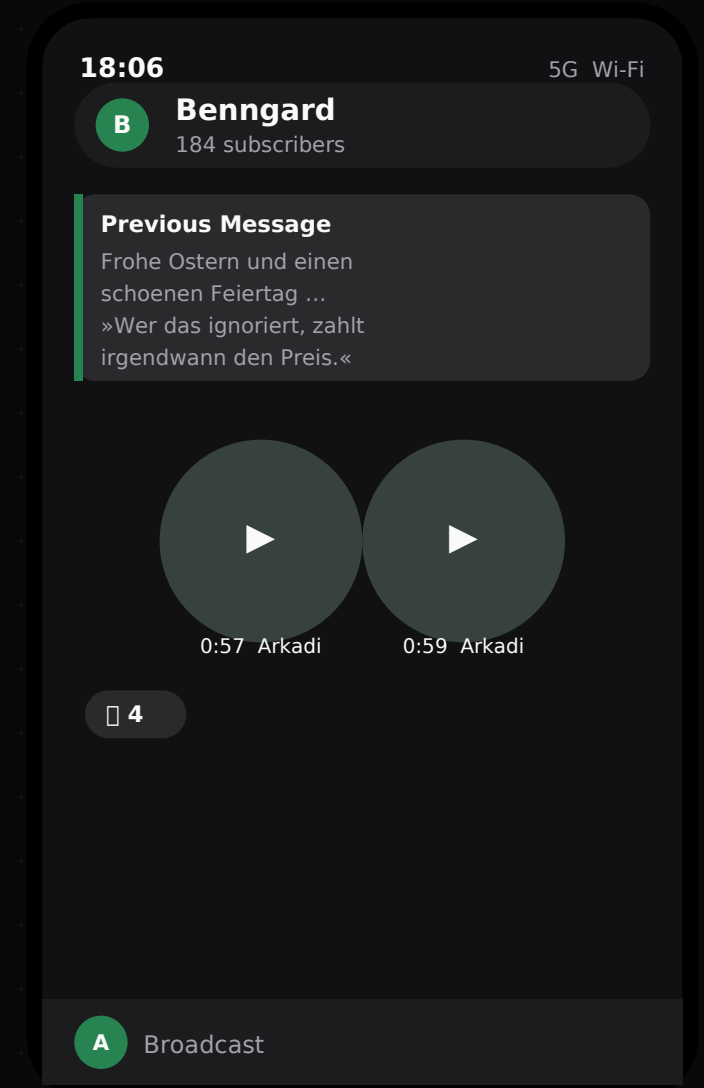 18:06 5G Wi-Fi
B Benngard
184 subscribers
Previous Message
Frohe Ostern und einen
schoenen Feiertag …
»Wer das ignoriert, zahlt
irgendwann den Preis.«
0:57 Arkadi 0:59 Arkadi
4
A Broadcast